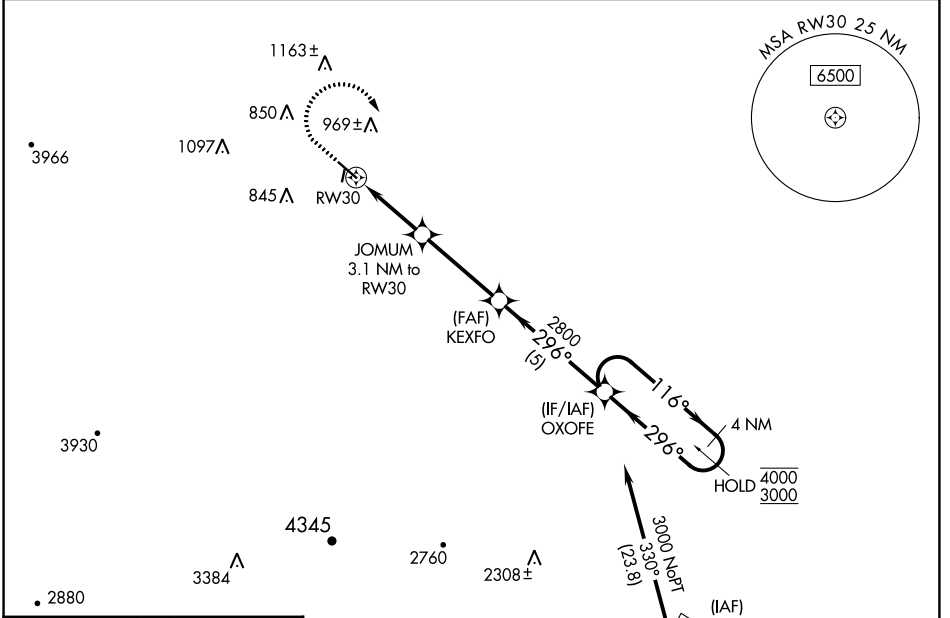 MSA RW30 25 NM
6500
1163±
850
969±
1097
3966
845
RW30
JOMUM
3.1 NM to
RW30
(FAF)
KEXFO
2800
296°
(5)
116°
(IF/IAF)
OXOFE
4 NM
296°
HOLD
4000
3000
3930
3000 NoPT
330°
(23.8)
4345
2760
3384
2308±
2880
(IAF)